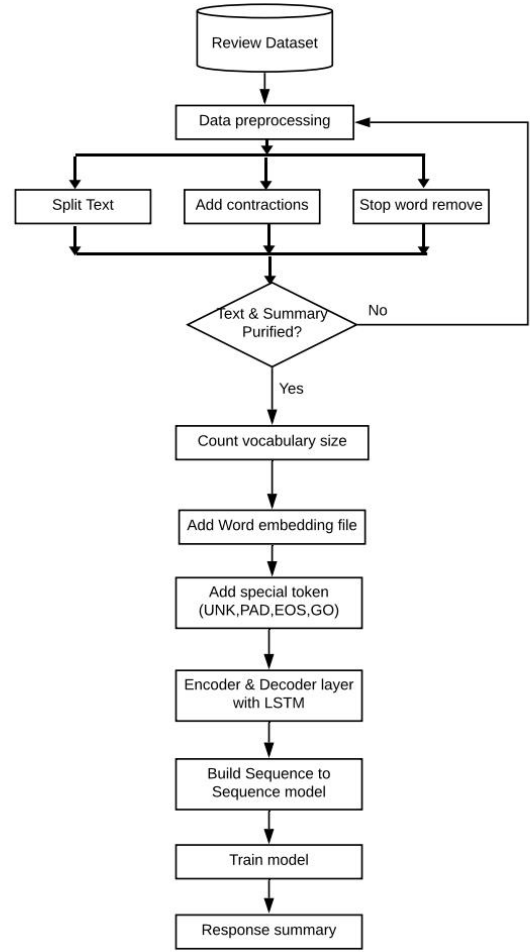 Review Dataset
Data preprocessing
Split Text
Add contractions
Stop word remove
Text & Summary
Purified?
No
Yes
Count vocabulary size
Add Word embedding file
Add special token
(UNK,PAD,EOS,GO)
Encoder & Decoder layer
with LSTM
Build Sequence to
Sequence model
Train model
Response summary